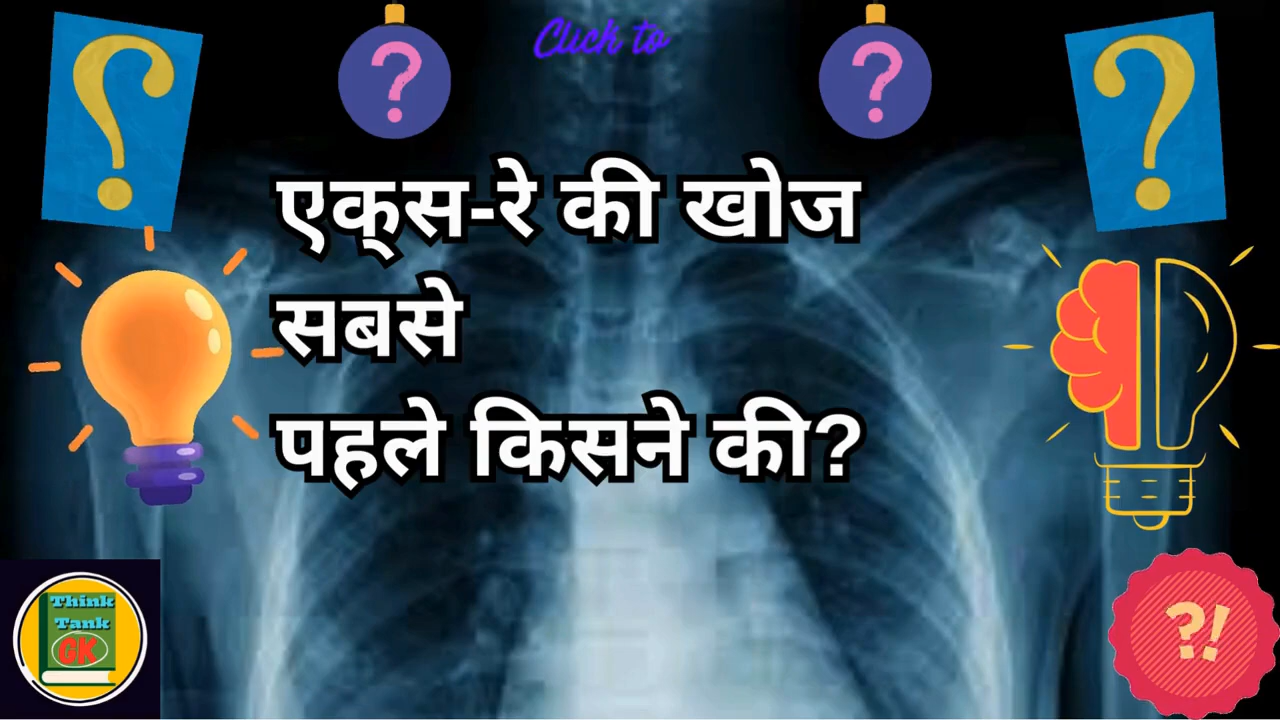 Click to
एक्स-रे की खोज
सबसे
पहले किसने की?
Think
Tank
GK
?
?
?
?
?!